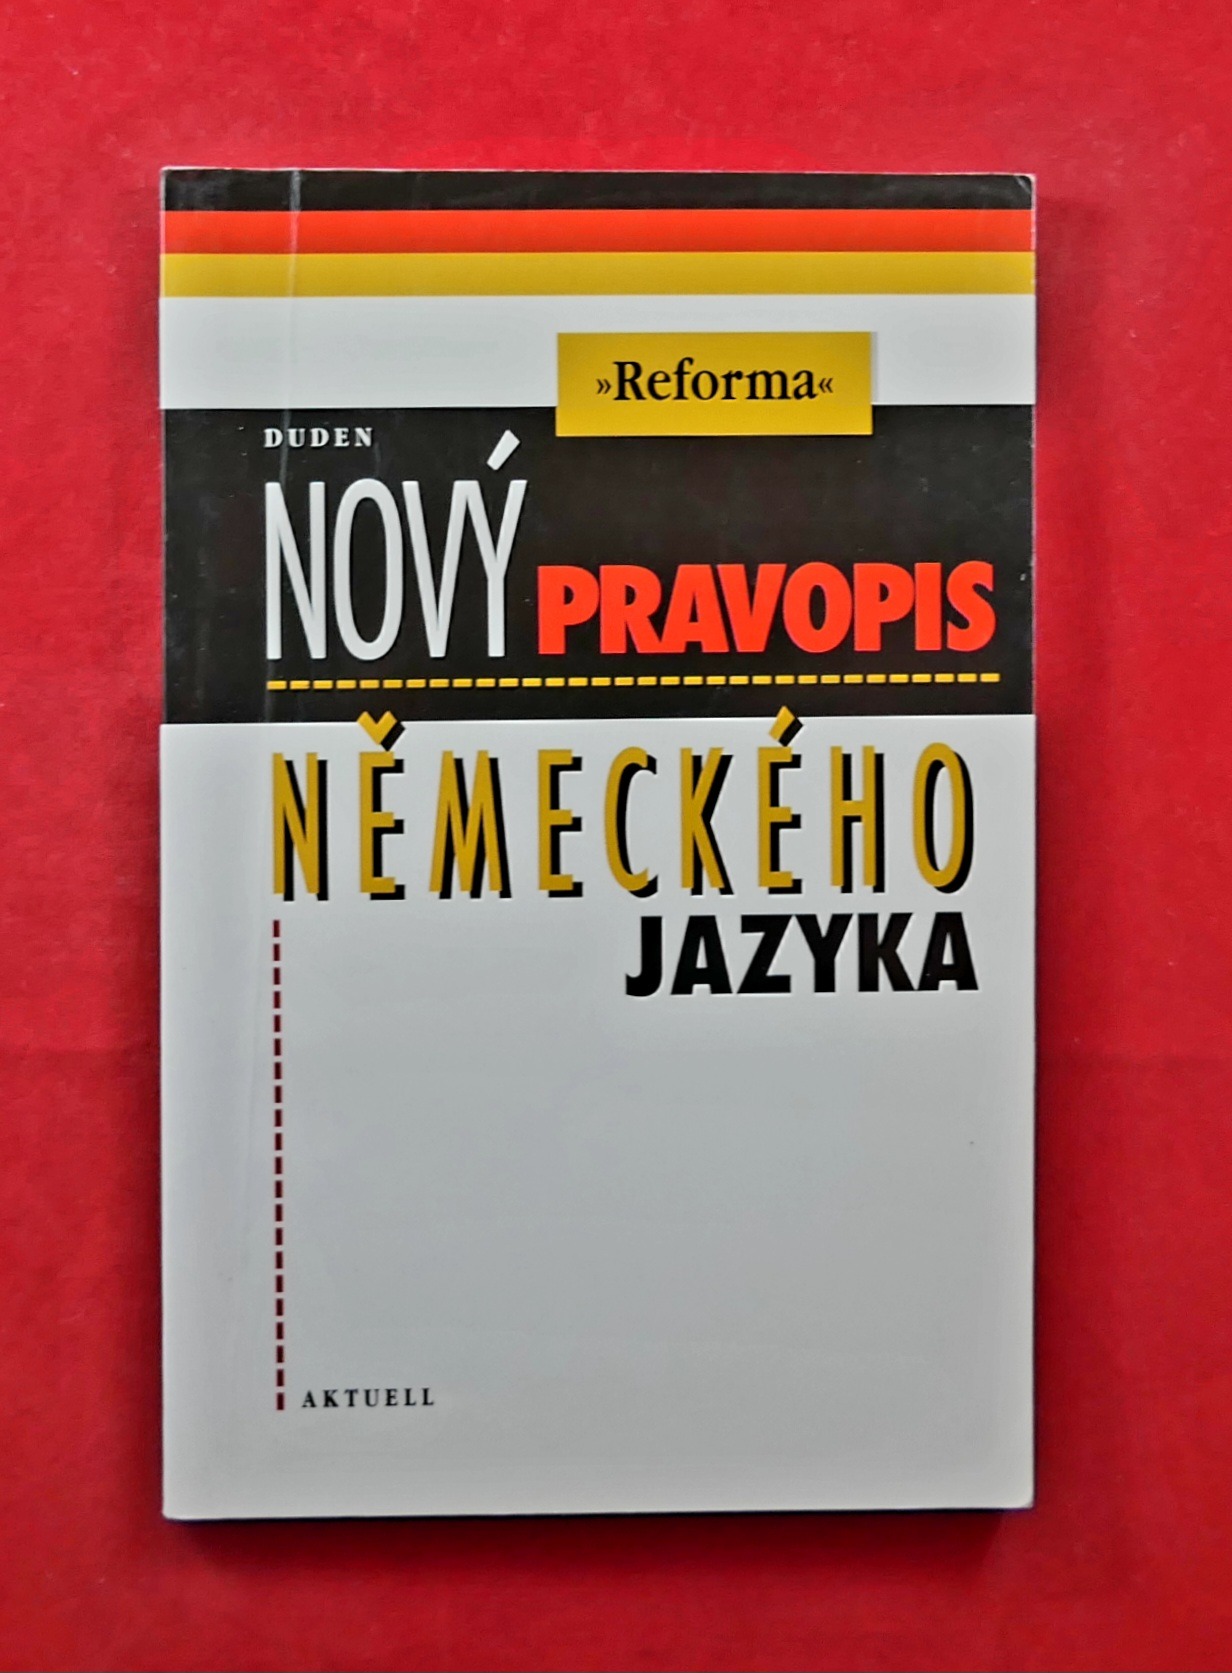 »Reforma«
DUDEN
NOVÝ PRAVOPIS
NĚMECKÉHO
JAZYKA
AKTUELL